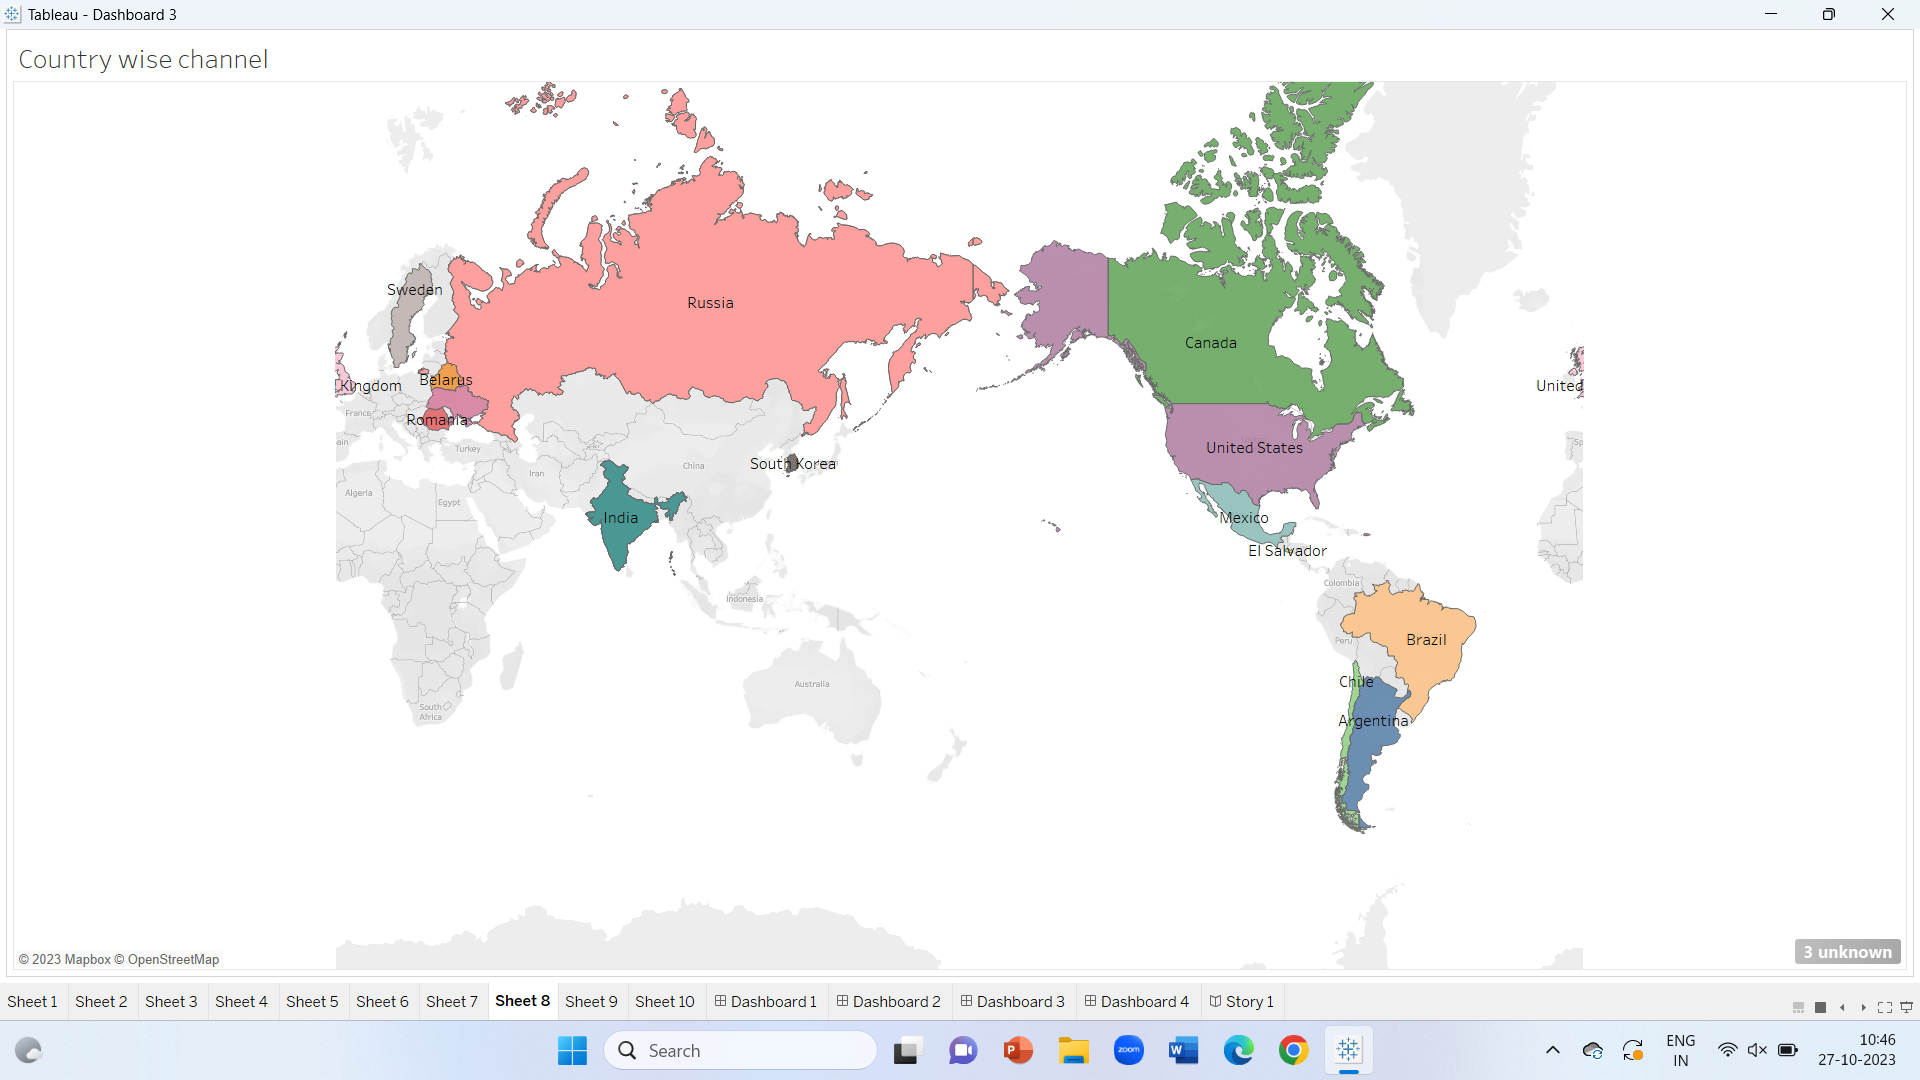 Tableau - Dashboard 3
Country wise channel
Sweden
Russia
Canada
Kingdom
Belarus
United
France
Romania
Turkey
United States
Iran
China
South Korea
Algeria
Egypt
India
Mexico
El Salvador
Colombia
Indonesia
Peru
Brazil
Australia
Chile
South
Africa
Argentina
© 2023 Mapbox © OpenStreetMap
3 unknown
Sheet 1 Sheet 2 Sheet 3 Sheet 4 Sheet 5 Sheet 6 Sheet 7 Sheet 8 Sheet 9 Sheet 10 Dashboard 1 Dashboard 2 Dashboard 3 Dashboard 4 Story 1
Search
zoom
ENG
IN
10:46
27-10-2023